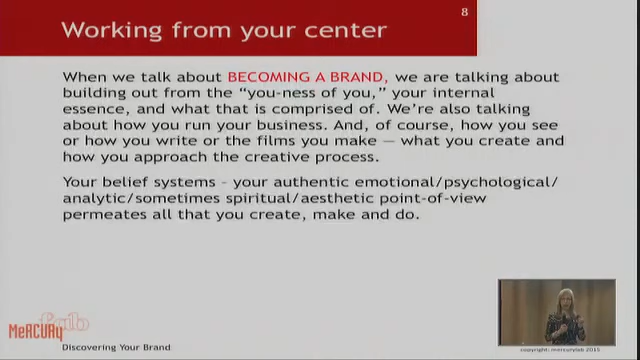 8
Working from your center
When we talk about BECOMING A BRAND, we are talking about
building out from the “you-ness of you,” your internal
essence, and what that is comprised of. We’re also talking
about how you run your business. And, of course, how you see
or how you write or the films you make — what you create and
how you approach the creative process.
Your belief systems - your authentic emotional/psychological/
analytic/sometimes spiritual/aesthetic point-of-view
permeates all that you create, make and do.
MeRCURy lab
Discovering Your Brand
copyright: mercurylab 2015